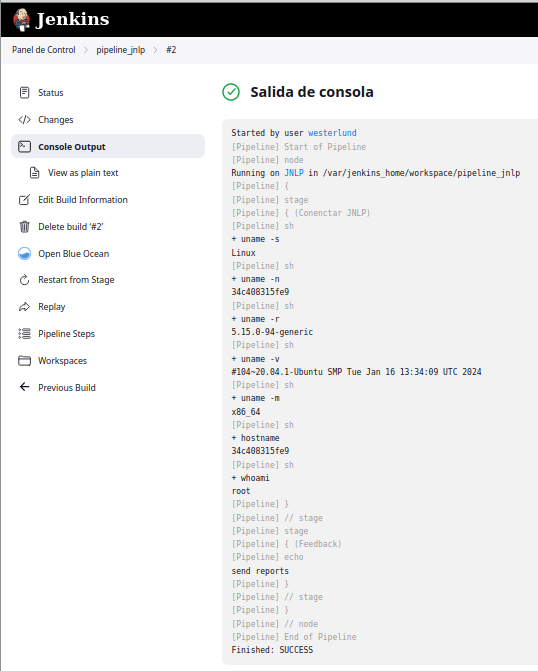 Jenkins
Panel de Control > pipeline_jnlp > #2
Status
Changes
Console Output
View as plain text
Edit Build Information
Delete build '#2'
Open Blue Ocean
Restart from Stage
Replay
Pipeline Steps
Workspaces
Previous Build
Salida de consola
Started by user westerlund
[Pipeline] Start of Pipeline
[Pipeline] node
Running on JNLP in /var/jenkins_home/workspace/pipeline_jnlp
[Pipeline] {
[Pipeline] stage
[Pipeline] { (Conenctar JNLP)
[Pipeline] sh
+ uname -s
Linux
[Pipeline] sh
+ uname -n
34c408315fe9
[Pipeline] sh
+ uname -r
5.15.0-94-generic
[Pipeline] sh
+ uname -v
#104~20.04.1-Ubuntu SMP Tue Jan 16 13:34:09 UTC 2024
[Pipeline] sh
+ uname -m
x86_64
[Pipeline] sh
+ hostname
34c408315fe9
[Pipeline] sh
+ whoami
root
[Pipeline] }
[Pipeline] // stage
[Pipeline] stage
[Pipeline] { (Feedback)
[Pipeline] echo
send reports
[Pipeline] }
[Pipeline] // stage
[Pipeline] }
[Pipeline] // node
[Pipeline] End of Pipeline
Finished: SUCCESS